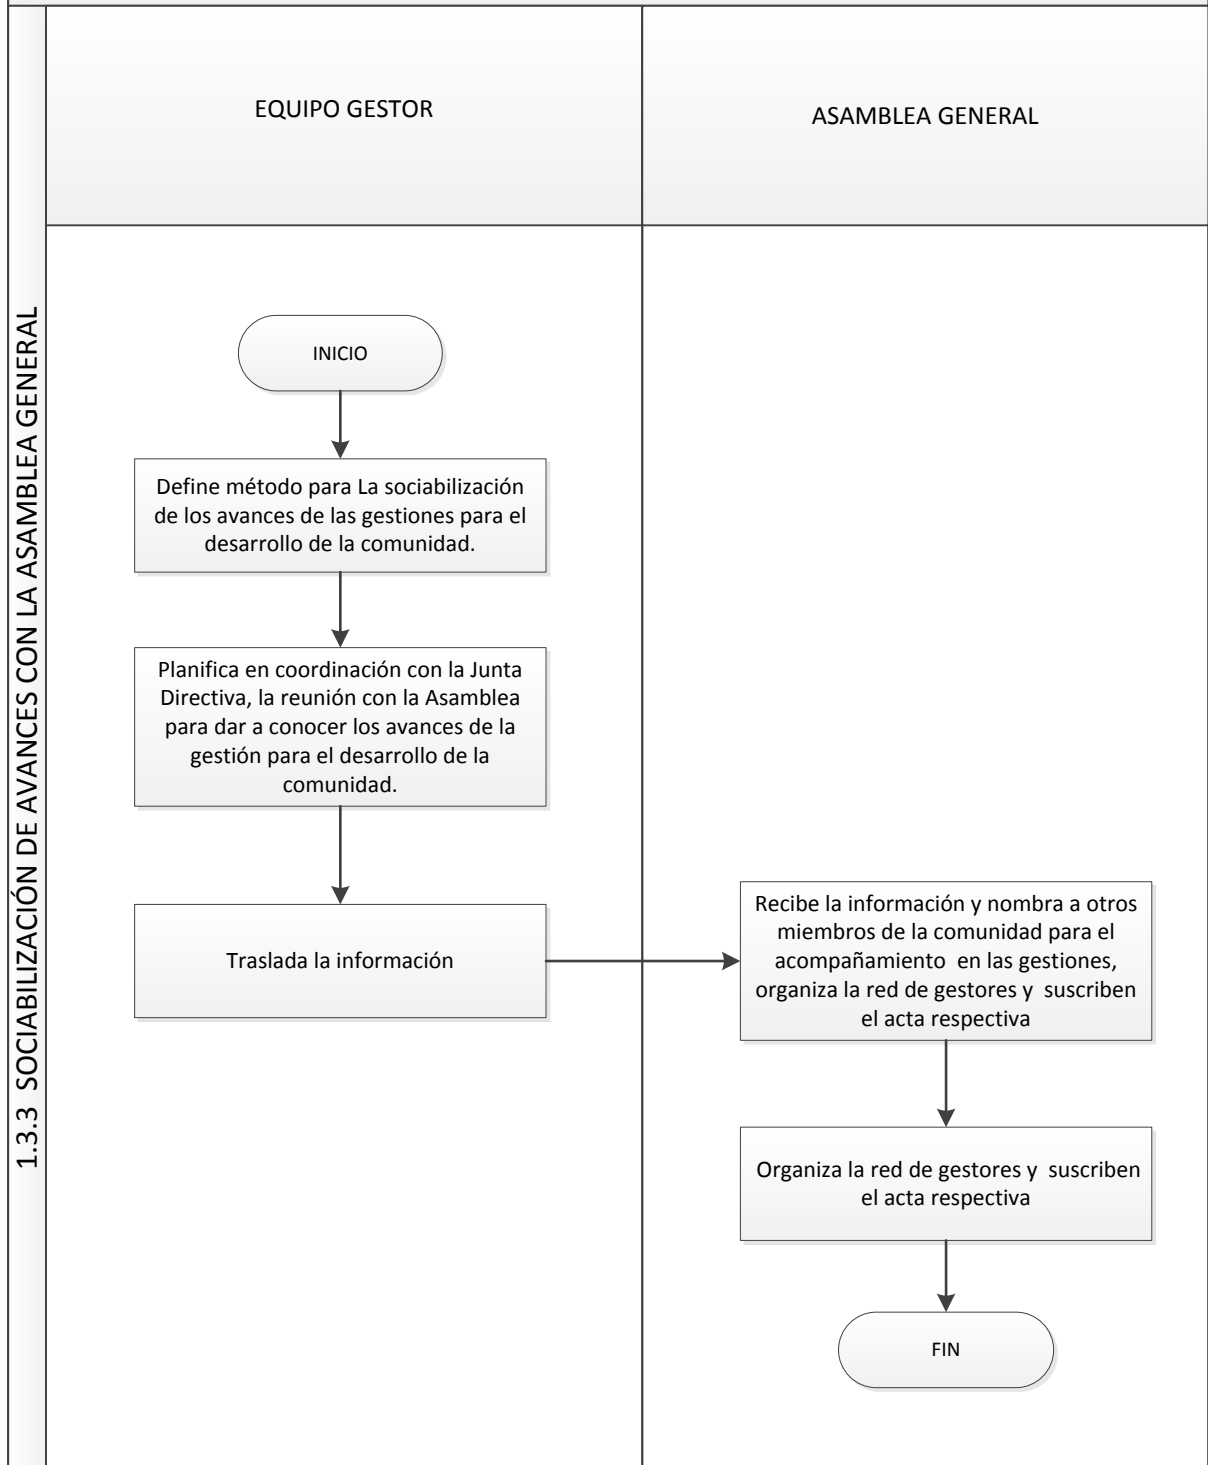 1.3.3 SOCIABILIZACIÓN DE AVANCES CON LA ASAMBLEA GENERAL
EQUIPO GESTOR
ASAMBLEA GENERAL
INICIO
Define método para La sociabilización
de los avances de las gestiones para el
desarrollo de la comunidad.
Planifica en coordinación con la Junta
Directiva, la reunión con la Asamblea
para dar a conocer los avances de la
gestión para el desarrollo de la
comunidad.
Traslada la información
Recibe la información y nombra a otros
miembros de la comunidad para el
acompañamiento en las gestiones,
organiza la red de gestores y suscriben
el acta respectiva
Organiza la red de gestores y suscriben
el acta respectiva
FIN